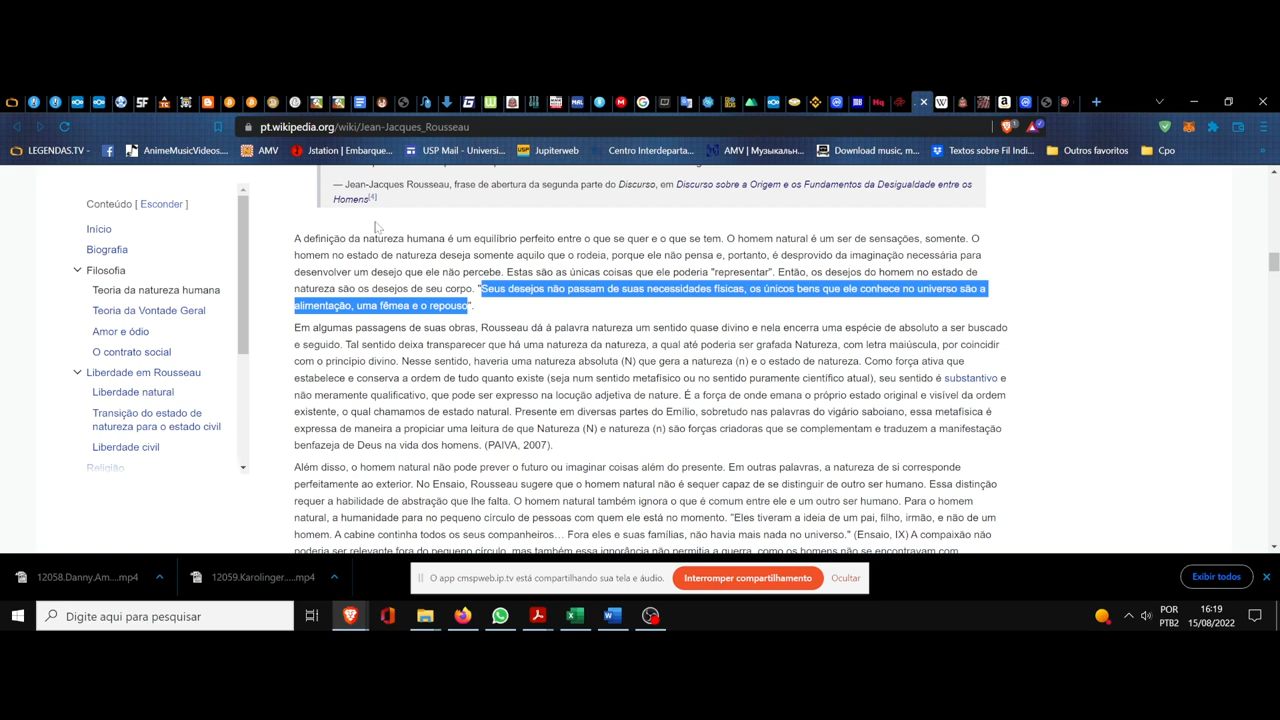 pt.wikipedia.org/wiki/Jean-Jacques_Rousseau
LEGENDAS.TV - Queb...
AnimeMusicVideos...
AMV
Jstation | Embarque...
USP Mail - Universi...
Jupiterweb
Centro Interdeparta...
AMV | Музыкальн...
Download music, m...
Textos sobre Fil Indi...
Outros favoritos
Cpo
— Jean-Jacques Rousseau, frase de abertura da segunda parte do Discurso, em Discurso sobre a Origem e os Fundamentos da Desigualdade entre os
Homens[4]
Conteúdo [ Esconder ]
Início
Biografia
Filosofia
Teoria da natureza humana
Teoria da Vontade Geral
Amor e ódio
O contrato social
Liberdade em Rousseau
Liberdade natural
Transição do estado de
natureza para o estado civil
Liberdade civil
Religião
A definição da natureza humana é um equilíbrio perfeito entre o que se quer e o que se tem. O homem natural é um ser de sensações, somente. O
homem no estado de natureza deseja somente aquilo que o rodeia, porque ele não pensa e, portanto, é desprovido da imaginação necessária para
desenvolver um desejo que ele não percebe. Estas são as únicas coisas que ele poderia "representar". Então, os desejos do homem no estado de
natureza são os desejos de seu corpo. "Seus desejos não passam de suas necessidades físicas, os únicos bens que ele conhece no universo são a
alimentação, uma fêmea e o repouso".
Em algumas passagens de suas obras, Rousseau dá à palavra natureza um sentido quase divino e nela encerra uma espécie de absoluto a ser buscado
e seguido. Tal sentido deixa transparecer que há uma natureza da natureza, a qual até poderia ser grafada Natureza, com letra maiúscula, por coincidir
com o princípio divino. Nesse sentido, haveria uma natureza absoluta (N) que gera a natureza (n) e o estado de natureza. Como força ativa que
estabelece e conserva a ordem de tudo quanto existe (seja num sentido metafísico ou no sentido puramente científico atual), seu sentido é substantivo e
não meramente qualificativo, que pode ser expresso na locução adjetiva de nature. É a força de onde emana o próprio estado original e visível da ordem
existente, o qual chamamos de estado natural. Presente em diversas partes do Emílio, sobretudo nas palavras do vigário saboiano, essa metafísica é
expressa de maneira a propiciar uma leitura de que Natureza (N) e natureza (n) são forças criadoras que se complementam e traduzem a manifestação
benfazeja de Deus na vida dos homens. (PAIVA, 2007).
Além disso, o homem natural não pode prever o futuro ou imaginar coisas além do presente. Em outras palavras, a natureza de si corresponde
perfeitamente ao exterior. No Ensaio, Rousseau sugere que o homem natural não é sequer capaz de se distinguir de outro ser humano. Essa distinção
requer a habilidade de abstração que lhe falta. O homem natural também ignora o que é comum entre ele e um outro ser humano. Para o homem
natural, a humanidade para no pequeno círculo de pessoas com quem ele está no momento. "Eles tiveram a ideia de um pai, filho, irmão, e não de um
homem. A cabine continha todos os seus companheiros... Fora eles e suas famílias, não havia mais nada no universo." (Ensaio, IX) A compaixão não
poderia ser relevante fora do pequeno círculo, mas também essa ignorância não permitia a guerra, como os homens não se encontravam com
12058.Danny.Am....mp4
12059.Karolinger.....mp4
O app cmspweb.ip.tv está compartilhando sua tela e áudio.
Interromper compartilhamento
Ocultar
Exibir todos
Digite aqui para pesquisar
POR
PTB2
16:19
15/08/2022